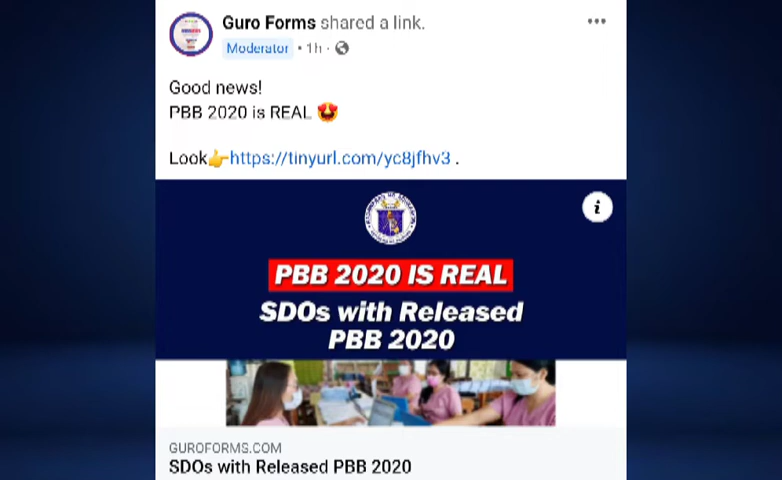 Guro Forms shared a link.
Moderator • 1h ·
Good news!
PBB 2020 is REAL 😍
Look👉https://tinyurl.com/yc8jfhv3 .
PBB 2020 IS REAL
SDOs with Released
PBB 2020
GUROFORMS.COM
SDOs with Released PBB 2020